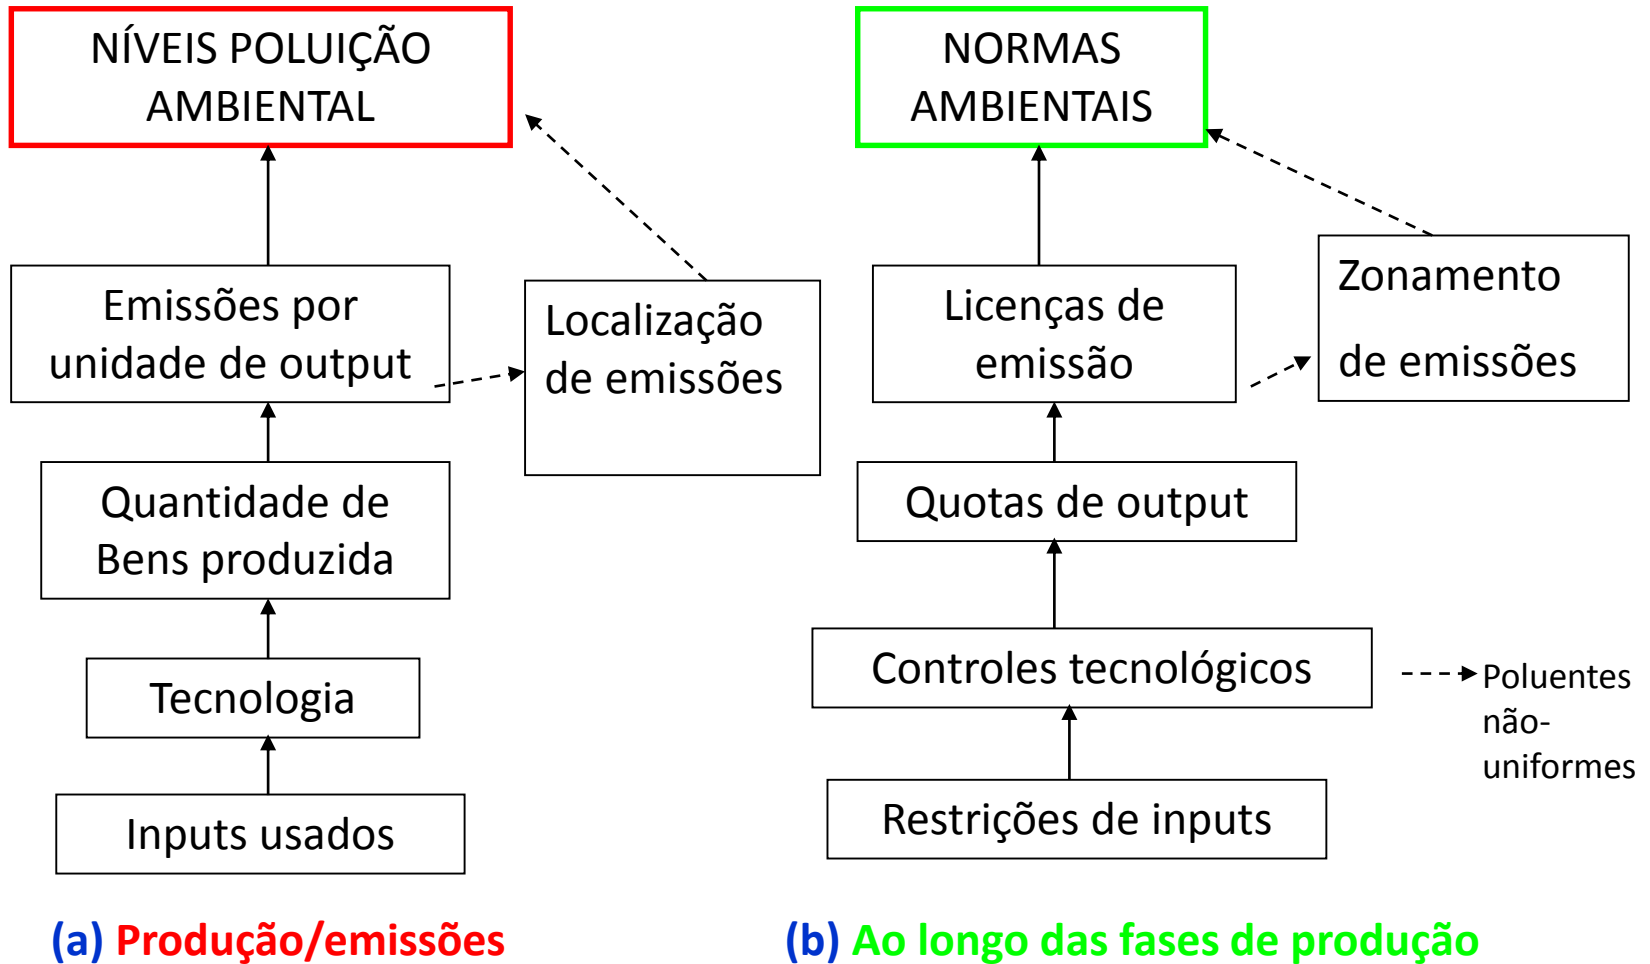 NÍVEIS POLUIÇÃO
AMBIENTAL
Emissões por
unidade de output
Localização
de emissões
Quantidade de
Bens produzida
Tecnologia
Inputs usados
(a) Produção/emissões
NORMAS
AMBIENTAIS
Licenças de
emissão
Zonamento
de emissões
Quotas de output
Controles tecnológicos
Poluentes
não-
uniformes
Restrições de inputs
(b) Ao longo das fases de produção